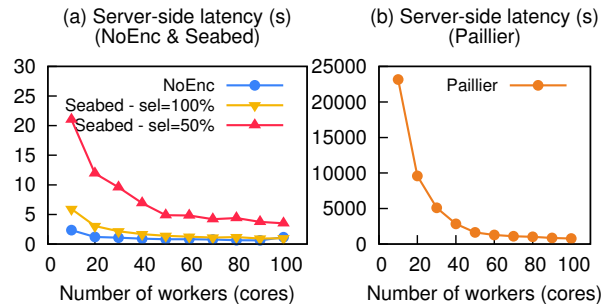 (a) Server-side latency (s)
(NoEnc & Seabed)
30
25
20
15
10
5
0
NoEnc
Seabed - sel=100%
Seabed - sel=50%
0 20 40 60 80 100
Number of workers (cores)
(b) Server-side latency (s)
(Paillier)
25000
20000
15000
10000
5000
0
Paillier
0 20 40 60 80 100
Number of workers (cores)